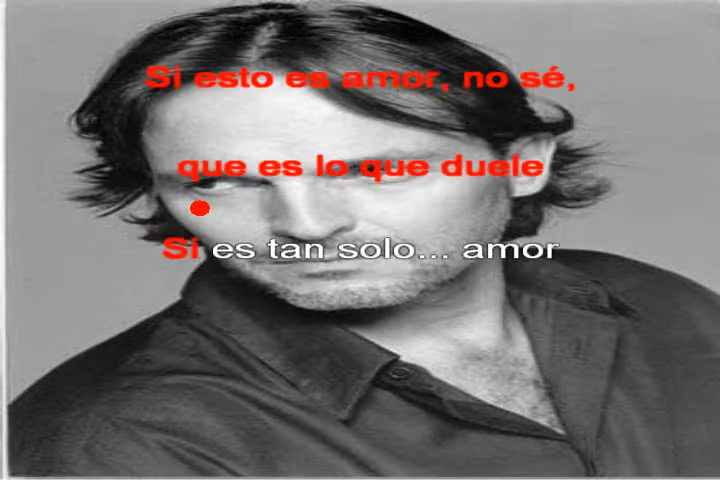 Si esto es amor, no sé,
que es lo que duele
Si es tan solo... amor